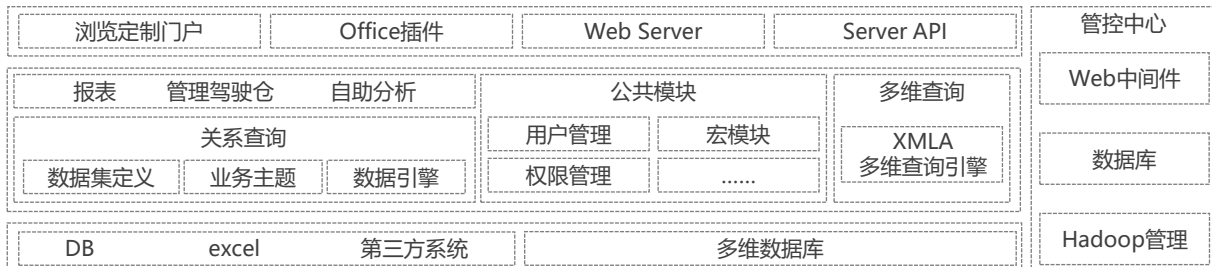 浏览定制门户 Office插件 Web Server Server API
报表 管理驾驶仓 自助分析
关系查询
数据集定义 业务主题 数据引擎
公共模块
用户管理 宏模块
权限管理 ……
多维查询
XMLA
多维查询引擎
DB excel 第三方系统 多维数据库
管控中心
Web中间件
数据库
Hadoop管理